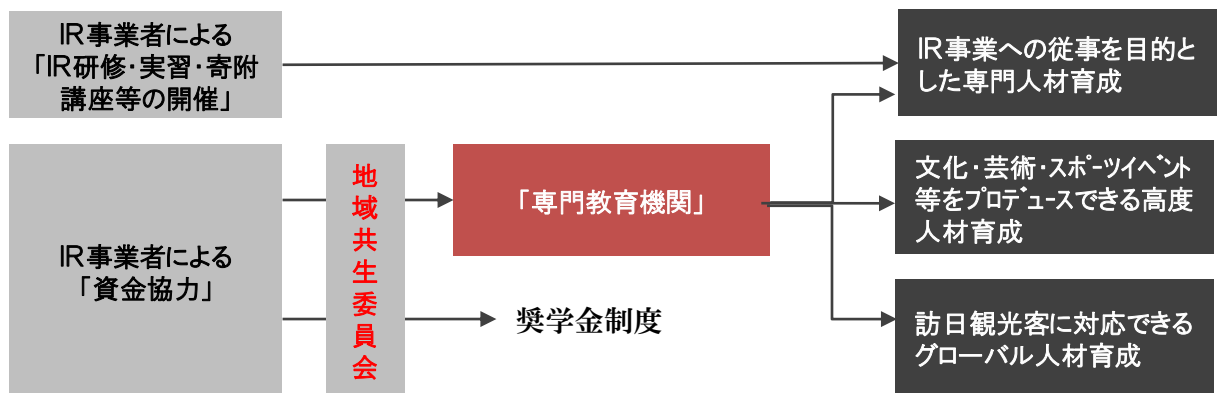 IR事業者による
「IR研修・実習・寄附
講座等の開催」
IR事業への従事を目的と
した専門人材育成
IR事業者による
「資金協力」
地域共生委員会
「専門教育機関」
奨学金制度
文化・芸術・ｽﾎﾟｰﾂｲﾍﾞﾝﾄ
等をﾌﾟﾛﾃﾞｭｰｽできる高度
人材育成
訪日観光客に対応できる
グローバル人材育成